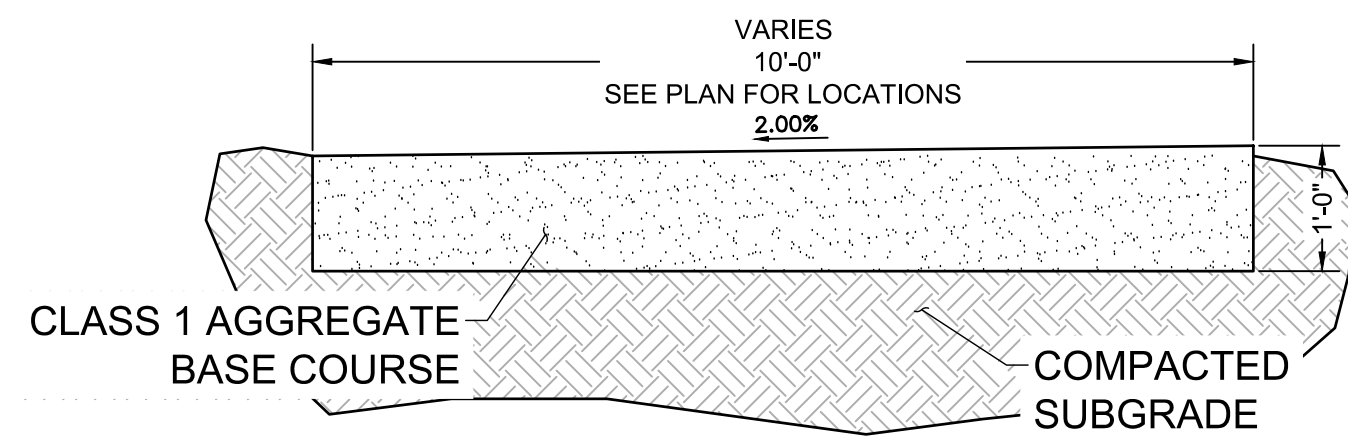 VARIES
10'-0"
SEE PLAN FOR LOCATIONS
2.00%
1'-0"
CLASS 1 AGGREGATE
BASE COURSE
COMPACTED
SUBGRADE